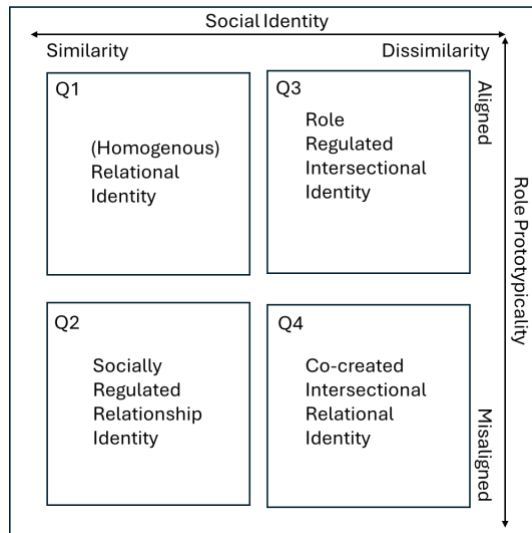 Social Identity
Similarity
Dissimilarity
Q1
(Homogenous)
Relational
Identity
Q3
Role
Regulated
Intersectional
Identity
Aligned
Role Prototypicality
Q2
Socially
Regulated
Relationship
Identity
Q4
Co-created
Intersectional
Relational
Identity
Misaligned